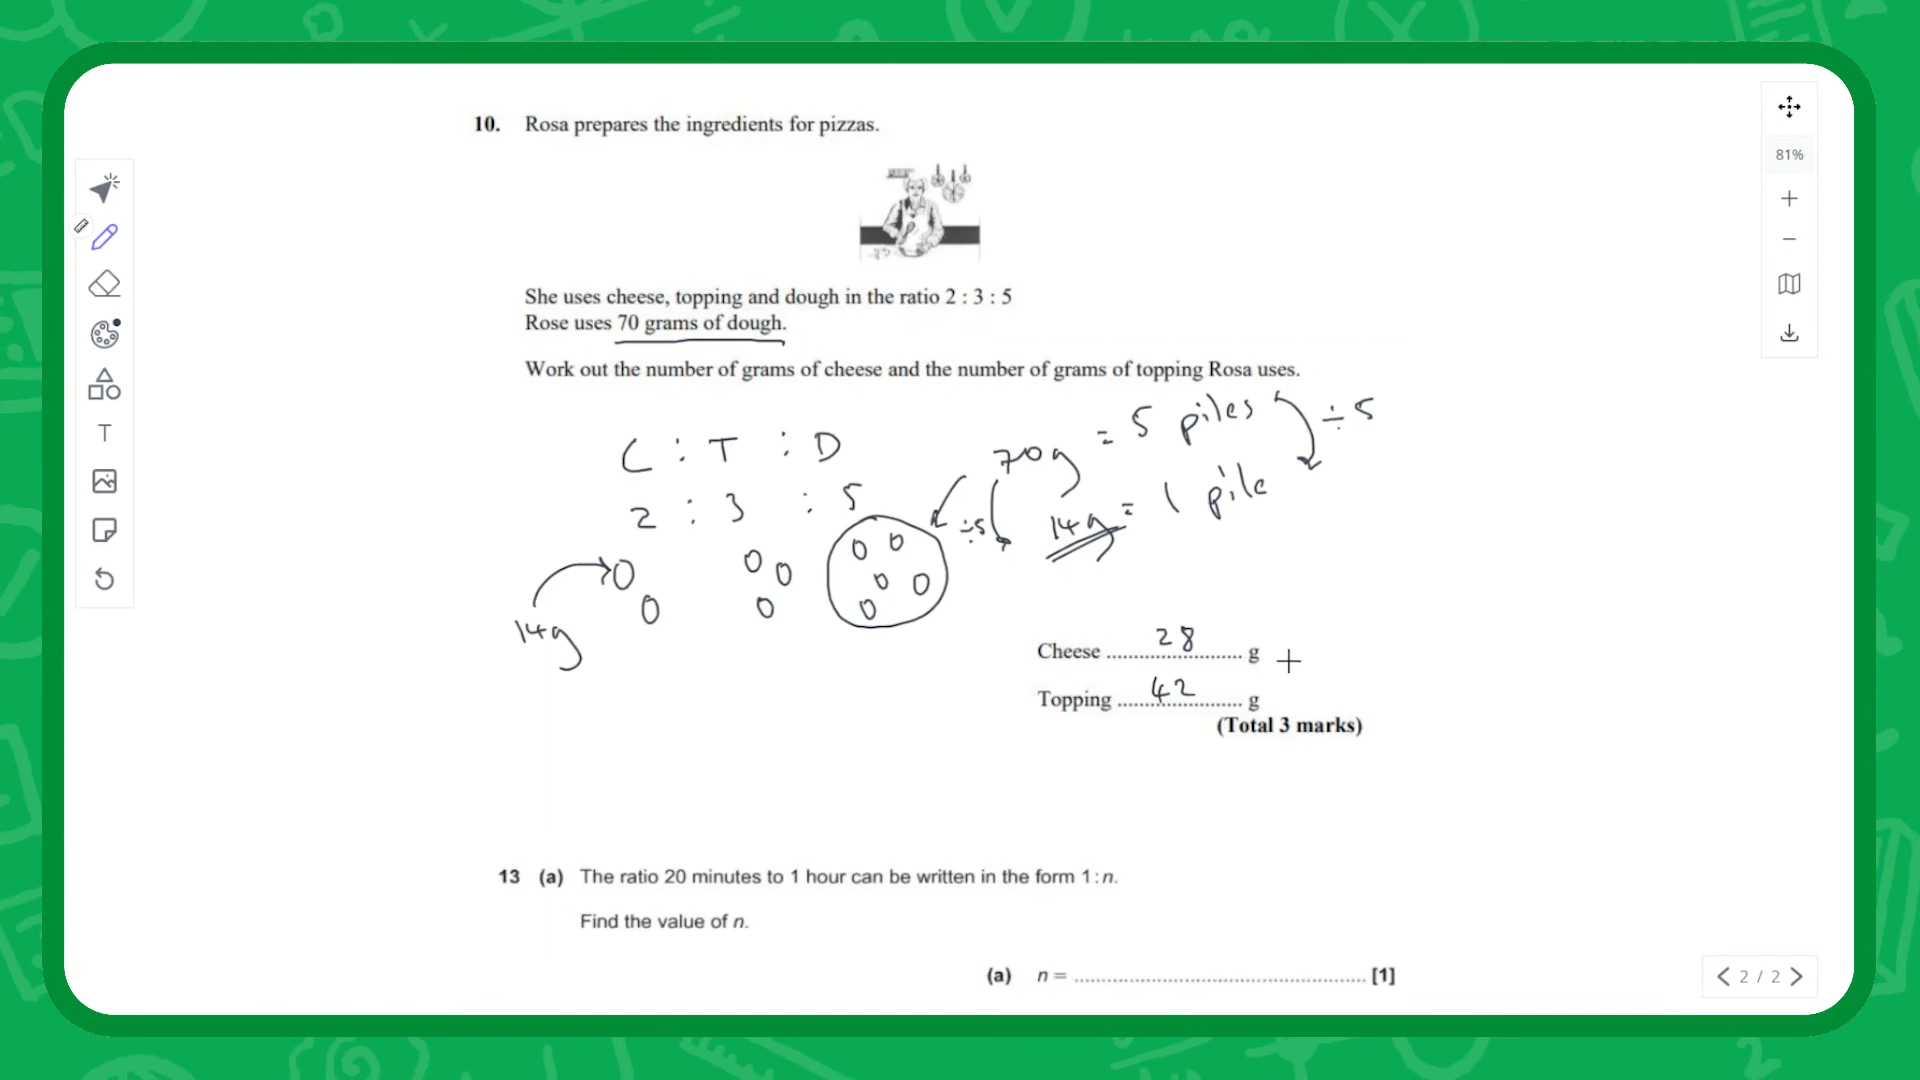 81%
10. Rosa prepares the ingredients for pizzas.
She uses cheese, topping and dough in the ratio 2 : 3 : 5
Rose uses 70 grams of dough.
Work out the number of grams of cheese and the number of grams of topping Rosa uses.
C : T : D
2 : 3 : 5
70g = 5 piles ÷ 5
÷5 14g = 1 pile
14g
Cheese ........................... 28 g
Topping ......................... 42 g
(Total 3 marks)
13 (a) The ratio 20 minutes to 1 hour can be written in the form 1 : n.
Find the value of n.
(a) n = ...................................................... [1]
T
2 / 2